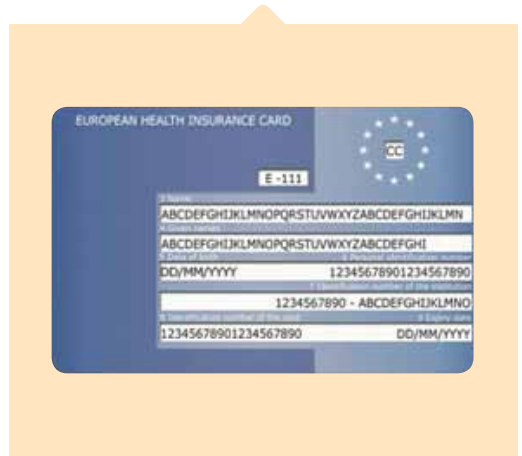 EUROPEAN HEALTH INSURANCE CARD
CC
E -111
3 Name
ABCDEFGHIJKLMNOPQRSTUVWXYZABCDEFGHIJKLMN
4 Given names
ABCDEFGHIJKLMNOPQRSTUVWXYZABCDEFGHI
5 Date of birth 6 Personal identification number
DD/MM/YYYY 12345678901234567890
7 Identification number of the institution
1234567890 - ABCDEFGHIJKLMNO
8 Identification number of the card 9 Expiry date
12345678901234567890 DD/MM/YYYY